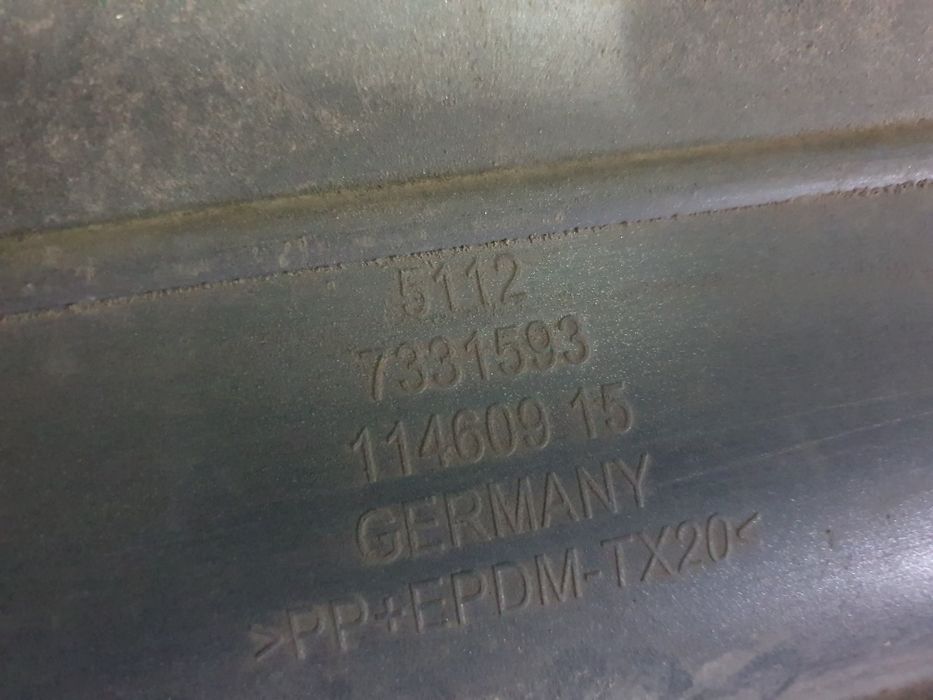 5112
7331593
114609 15
GERMANY
>PP+EPDM-TX20<